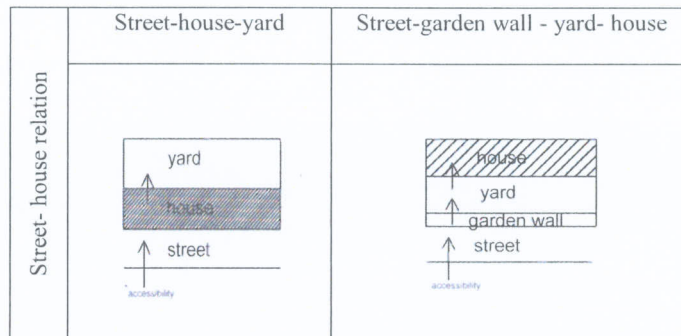 Street-house-yard
Street-garden wall - yard- house
Street- house relation
yard
house
street
accessibility
house
yard
garden wall
street
accessibility